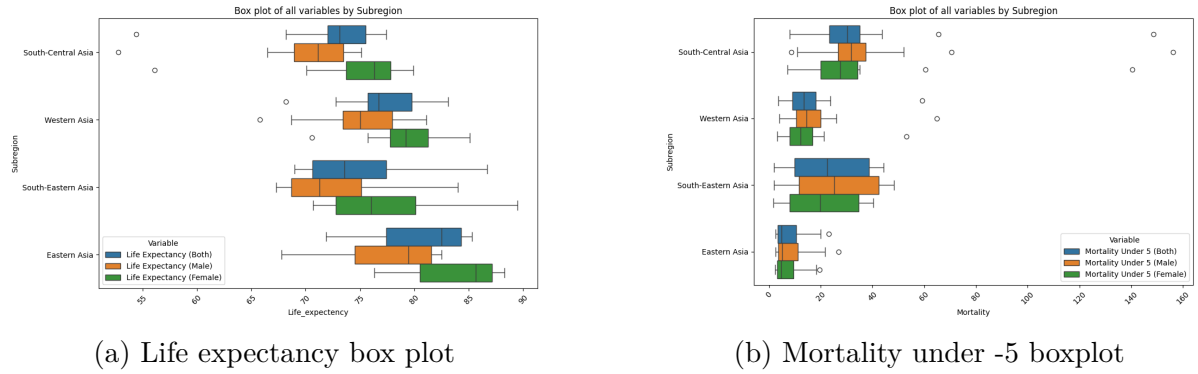 Box plot of all variables by Subregion
Subregion
South-Central Asia
Western Asia
South-Eastern Asia
Eastern Asia
Variable
Life Expectancy (Both)
Life Expectancy (Male)
Life Expectancy (Female)
55 60 65 70 75 80 85 90
Life_expectency
(a) Life expectancy box plot
Box plot of all variables by Subregion
Subregion
South-Central Asia
Western Asia
South-Eastern Asia
Eastern Asia
Variable
Mortality Under 5 (Both)
Mortality Under 5 (Male)
Mortality Under 5 (Female)
0 20 40 60 80 100 120 140 160
Mortality
(b) Mortality under -5 boxplot